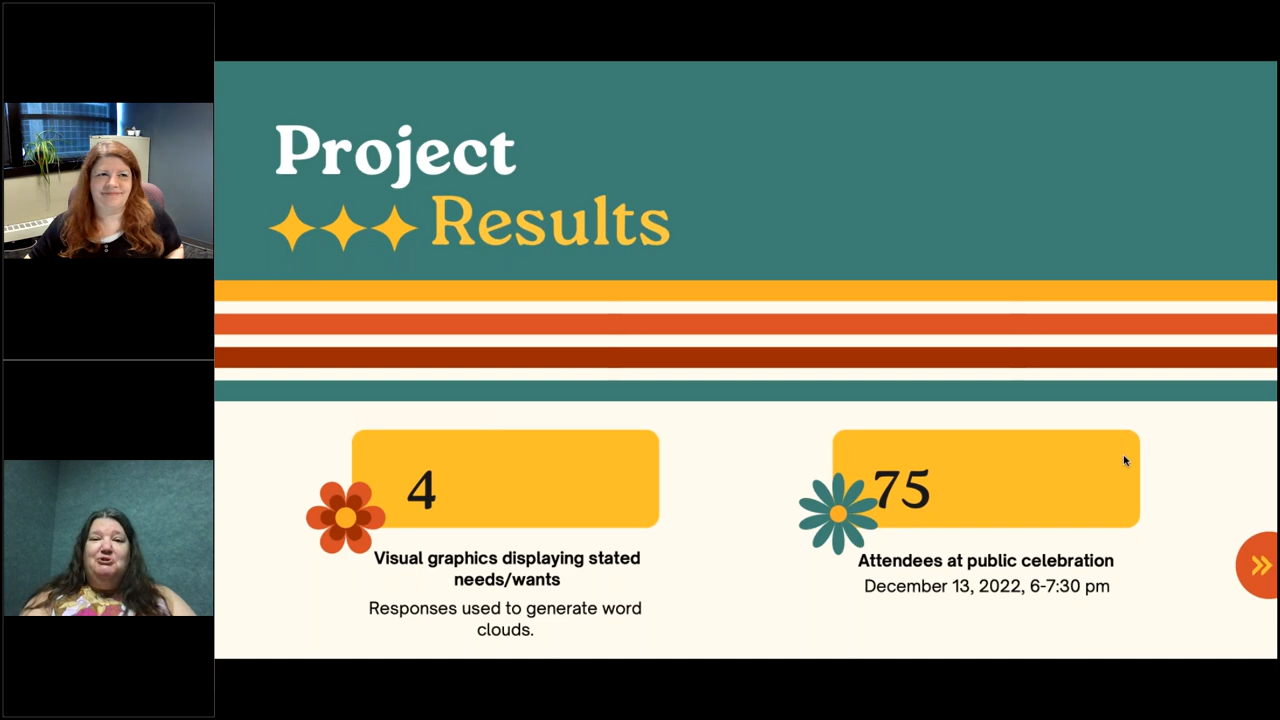 Project
Results
4
Visual graphics displaying stated
needs/wants
Responses used to generate word
clouds.
75
Attendees at public celebration
December 13, 2022, 6-7:30 pm